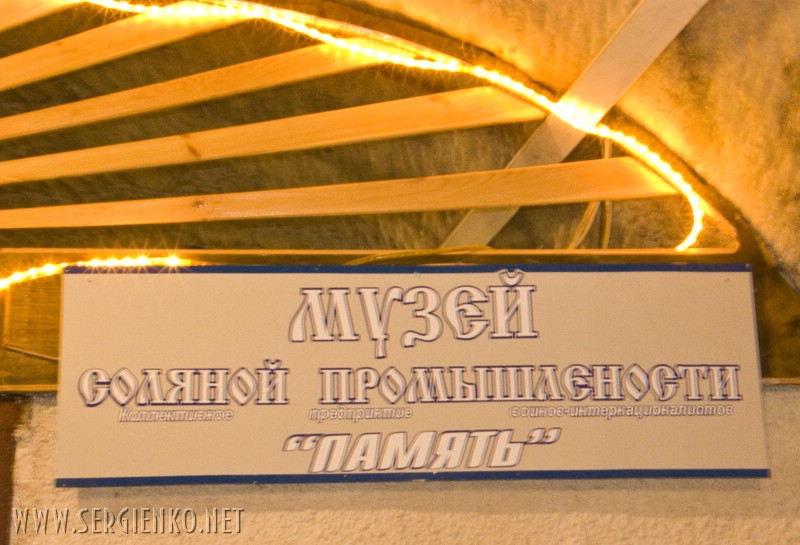 МУЗЕЙ
СОЛЯНОЙ ПРОМЫШЛЕНОСТИ
Коллективное предприятие воинов-интернационалистов
"ПАМЯТЬ"
WWW.SERGIENKO.NET